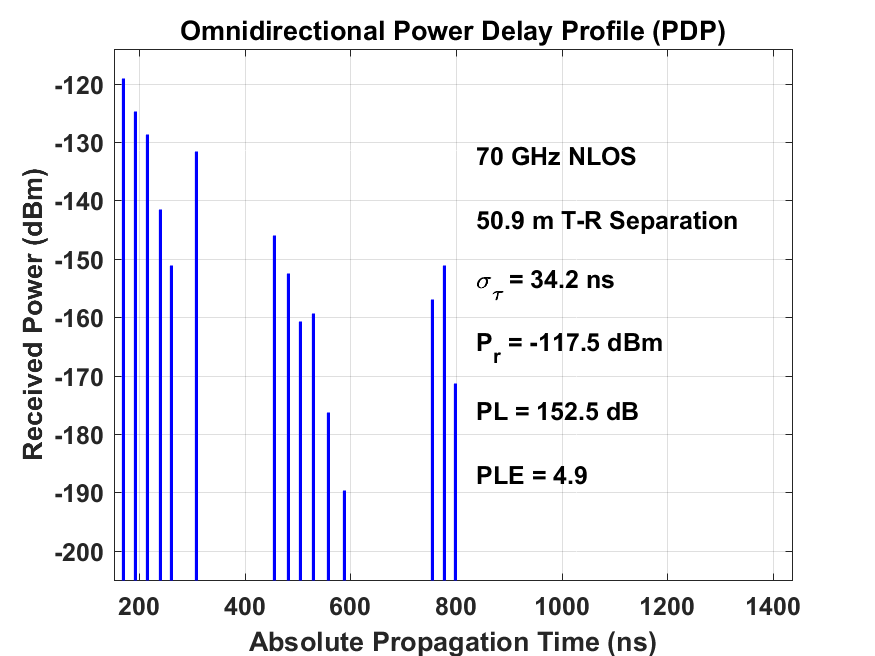 Omnidirectional Power Delay Profile (PDP)
-120
-130
-140
-150
-160
-170
-180
-190
-200
Received Power (dBm)
70 GHz NLOS
50.9 m T-R Separation
σ_τ = 34.2 ns
P_r = -117.5 dBm
PL = 152.5 dB
PLE = 4.9
200 400 600 800 1000 1200 1400
Absolute Propagation Time (ns)